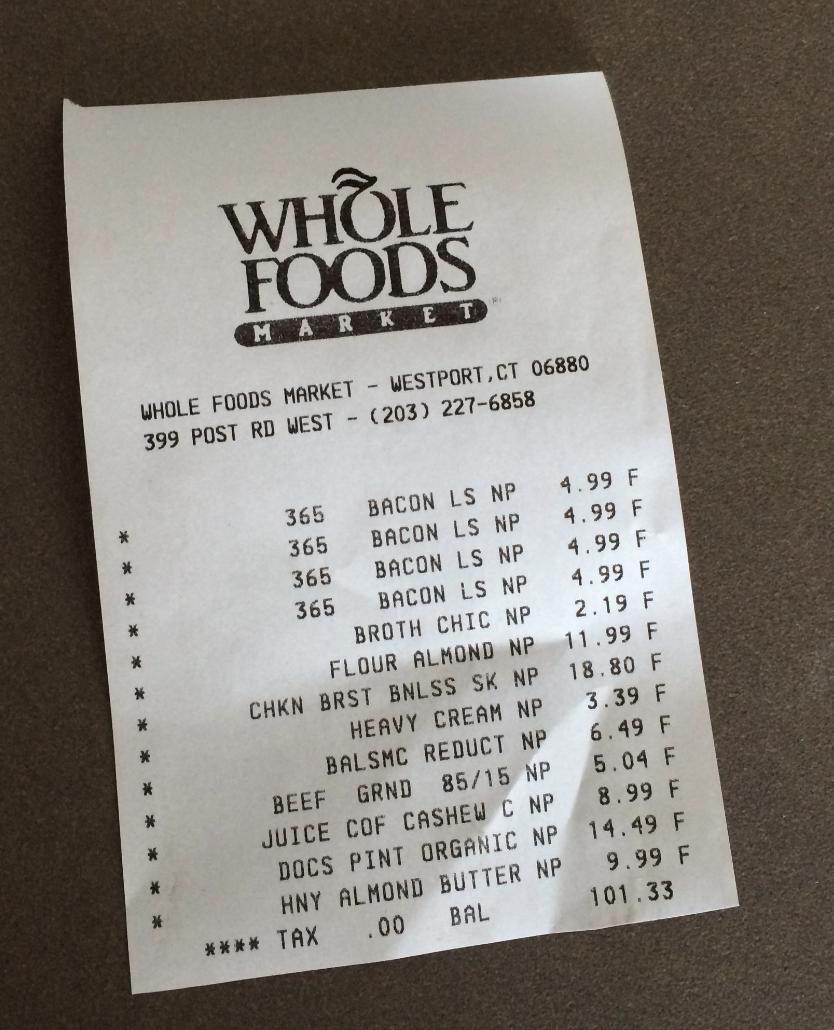 WHOLE
FOODS
MARKET
WHOLE FOODS MARKET - WESTPORT,CT 06880
399 POST RD WEST - (203) 227-6858
* 365 BACON LS NP 4.99 F
* 365 BACON LS NP 4.99 F
* 365 BACON LS NP 4.99 F
* 365 BACON LS NP 4.99 F
* BROTH CHIC NP 2.19 F
* FLOUR ALMOND NP 11.99 F
* CHKN BRST BNLSS SK NP 18.80 F
* HEAVY CREAM NP 3.39 F
* BALSMC REDUCT NP 6.49 F
* BEEF GRND 85/15 NP 5.04 F
* JUICE COF CASHEW C NP 8.99 F
* DOCS PINT ORGANIC NP 14.49 F
* HNY ALMOND BUTTER NP 9.99 F
**** TAX .00 BAL 101.33